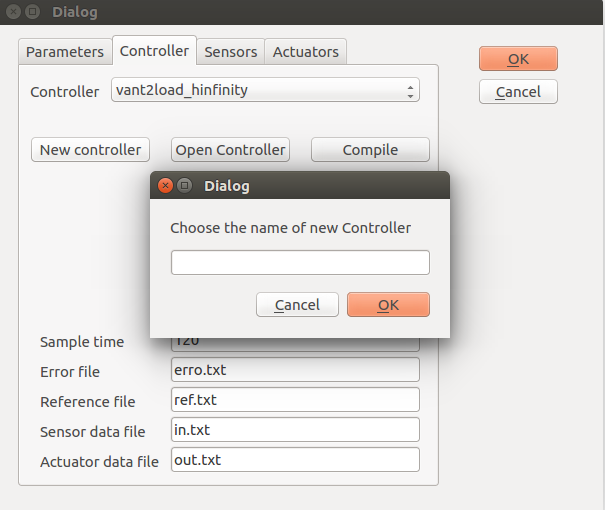 Dialog
Parameters Controller Sensors Actuators
OK
Controller vant2load_hinfinity
Cancel
New controller Open Controller Compile
Dialog
Choose the name of new Controller
Cancel OK
Sample time 120
Error file erro.txt
Reference file ref.txt
Sensor data file in.txt
Actuator data file out.txt